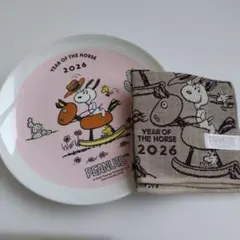 YEAR OF THE HORSE
2026
PEANUTS
YEAR OF
THE HORSE
2026